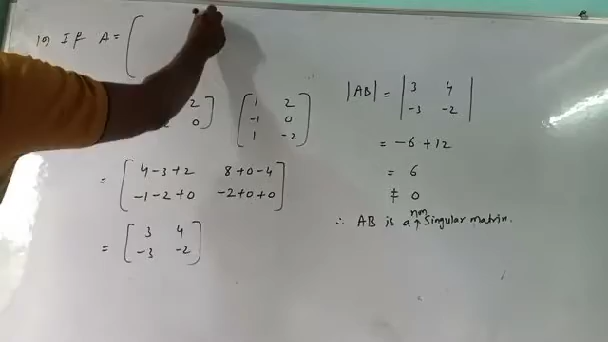 19) If A = (
2 1 2
0 -1 0
1 -2
= 4-3+2 8+0-4
-1-2+0 -2+0+0
= 3 4
-3 -2
|AB| = 3 4
-3 -2
= -6+12
= 6
≠ 0
∴ AB is a non singular matrix.